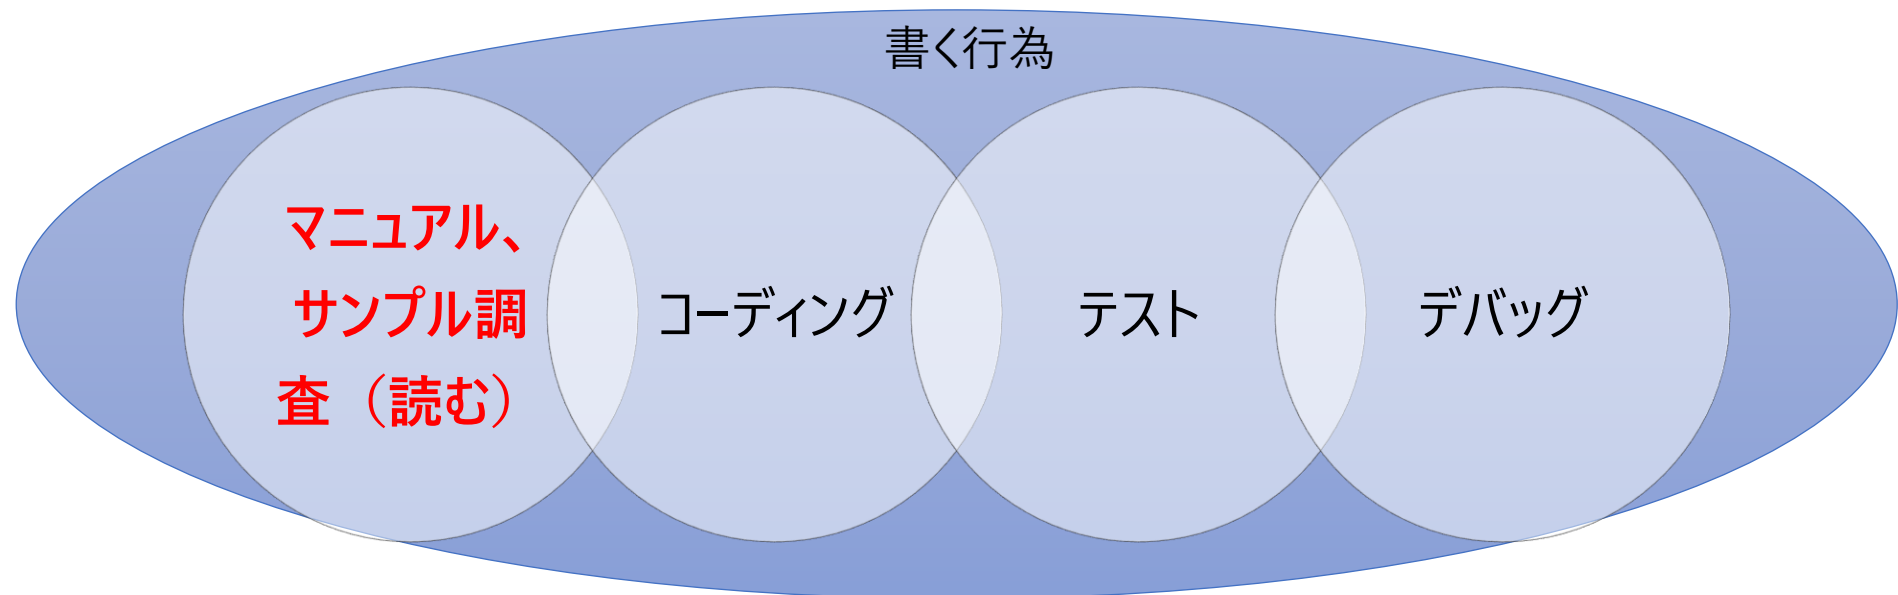 書く行為
マニュアル、
サンプル調
査（読む）
コーディング
テスト
デバッグ